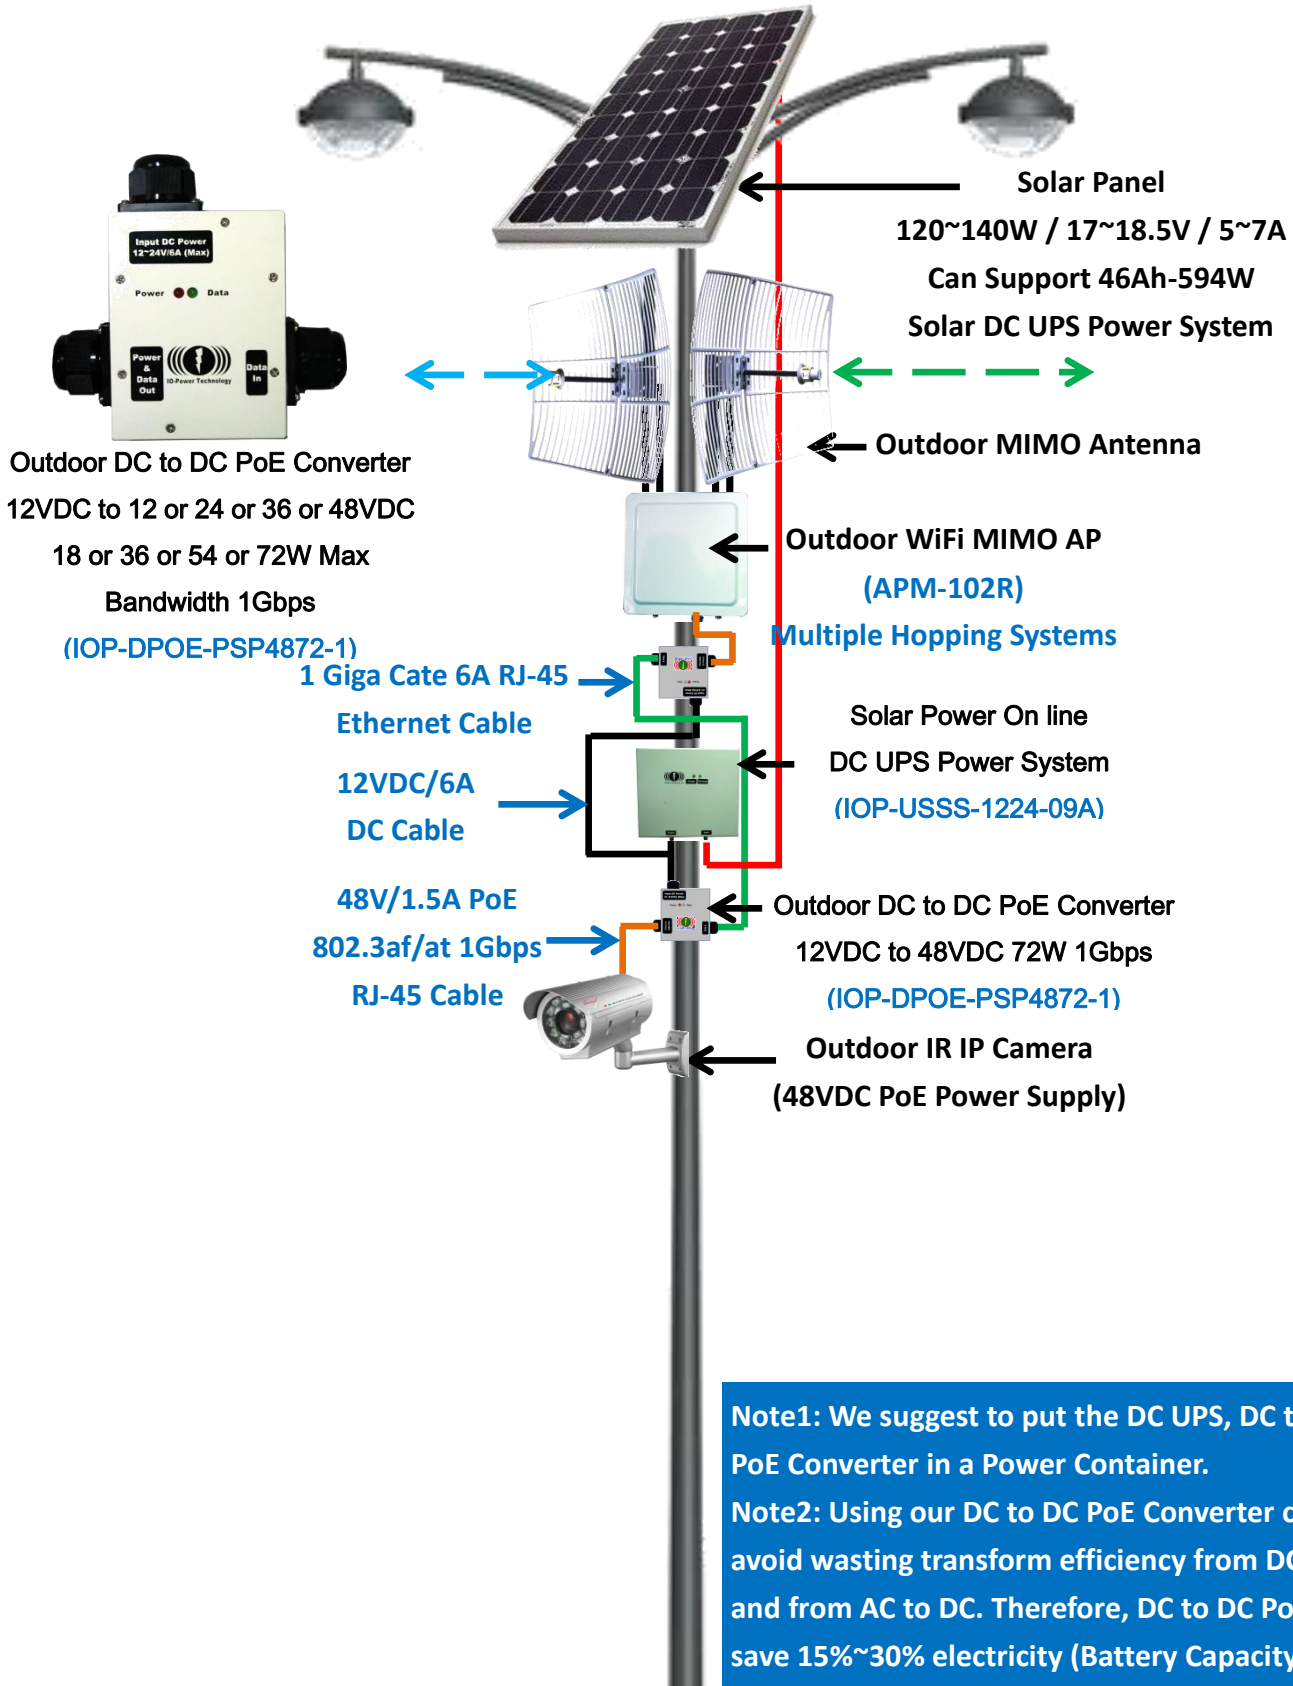 Solar Panel
120~140W / 17~18.5V / 5~7A
Can Support 46Ah-594W
Solar DC UPS Power System
Input DC Power
12~24V/6A (Max)
Power Data
Power
&
Data
Out
IO-Power Technology
Data
In
Outdoor DC to DC PoE Converter
12VDC to 12 or 24 or 36 or 48VDC
18 or 36 or 54 or 72W Max
Bandwidth 1Gbps
(IOP-DPOE-PSP4872-1)
Outdoor MIMO Antenna
Outdoor WiFi MIMO AP
(APM-102R)
Multiple Hopping Systems
1 Giga Cate 6A RJ-45
Ethernet Cable
Solar Power On line
DC UPS Power System
(IOP-USSS-1224-09A)
12VDC/6A
DC Cable
48V/1.5A PoE
802.3af/at 1Gbps
RJ-45 Cable
Outdoor DC to DC PoE Converter
12VDC to 48VDC 72W 1Gbps
(IOP-DPOE-PSP4872-1)
Outdoor IR IP Camera
(48VDC PoE Power Supply)
Note1: We suggest to put the DC UPS, DC t
PoE Converter in a Power Container.
Note2: Using our DC to DC PoE Converter c
avoid wasting transform efficiency from DC
and from AC to DC. Therefore, DC to DC Po
save 15%~30% electricity (Battery Capacity